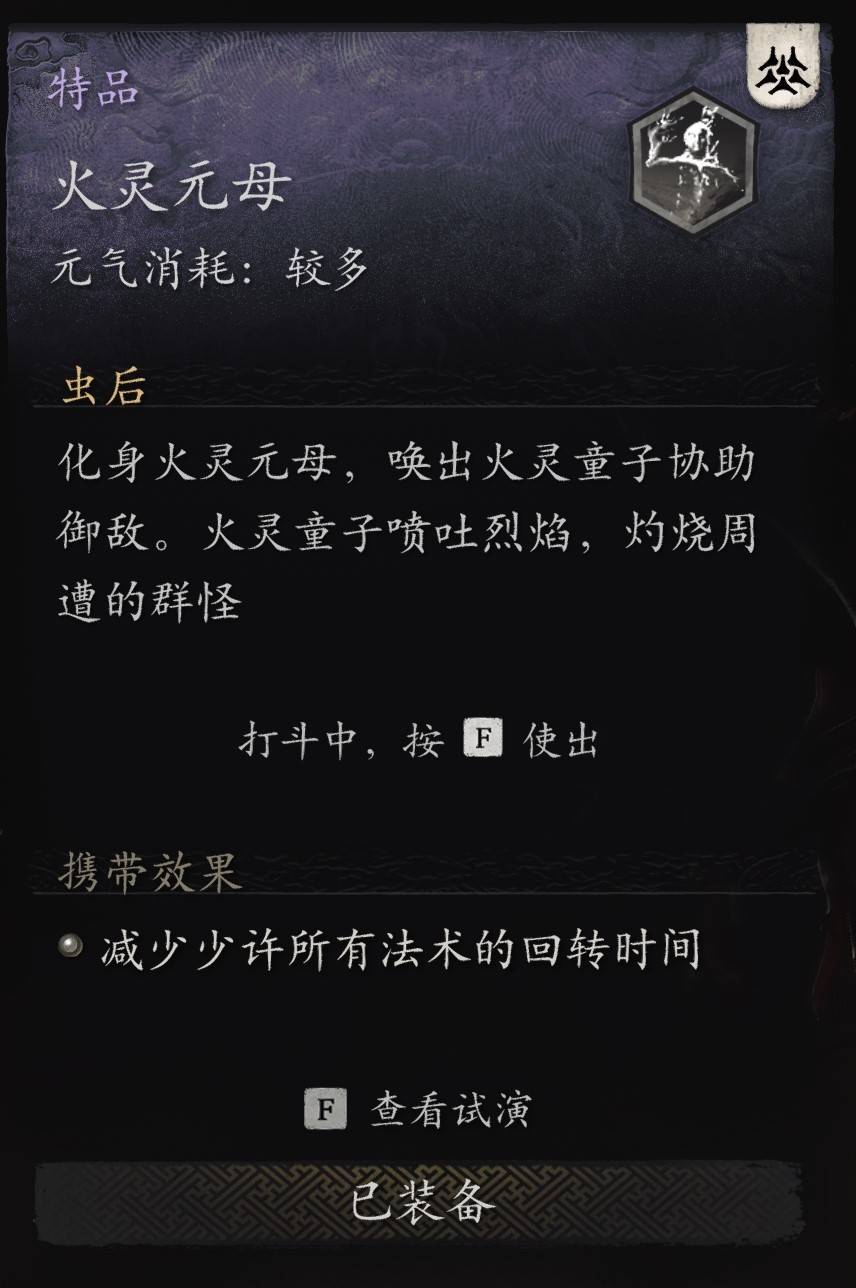 特品
火灵元母
元气消耗：较多
虫后
化身火灵元母，唤出火灵童子协助
御敌。火灵童子喷吐烈焰，灼烧周
遭的群怪
打斗中，按 F 使出
携带效果
减少少许所有法术的回转时间
F 查看试演
已装备